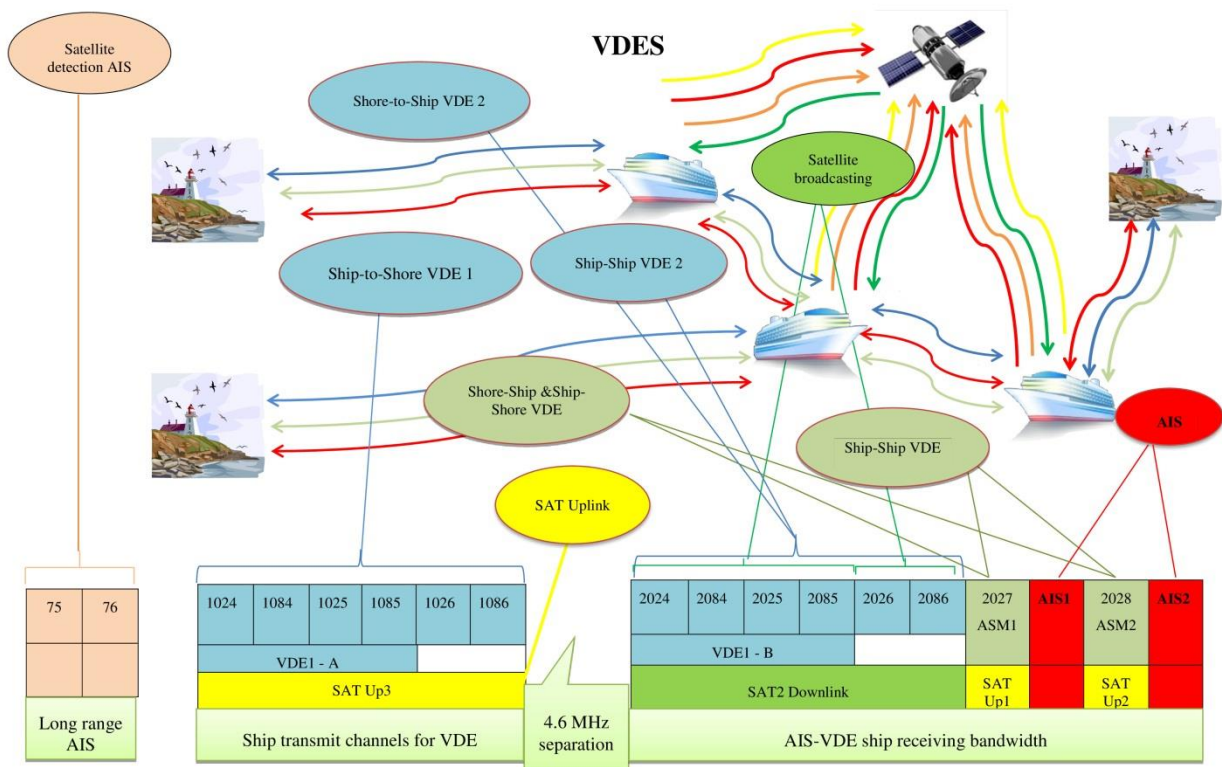 Satellite
detection AIS
VDES
Shore-to-Ship VDE 2
Satellite
broadcasting
Ship-to-Shore VDE 1
Ship-Ship VDE 2
Shore-Ship &Ship-
Shore VDE
AIS
Ship-Ship VDE
SAT Uplink
75 76
1024 1084 1025 1085 1026 1086
2024 2084 2025 2085 2026 2086 2027 AIS1 2028 AIS2
ASM1 ASM2
VDE1 - A
VDE1 - B
SAT Up3
SAT2 Downlink
SAT
Up1
SAT
Up2
Long range
AIS
Ship transmit channels for VDE
4.6 MHz
separation
AIS-VDE ship receiving bandwidth